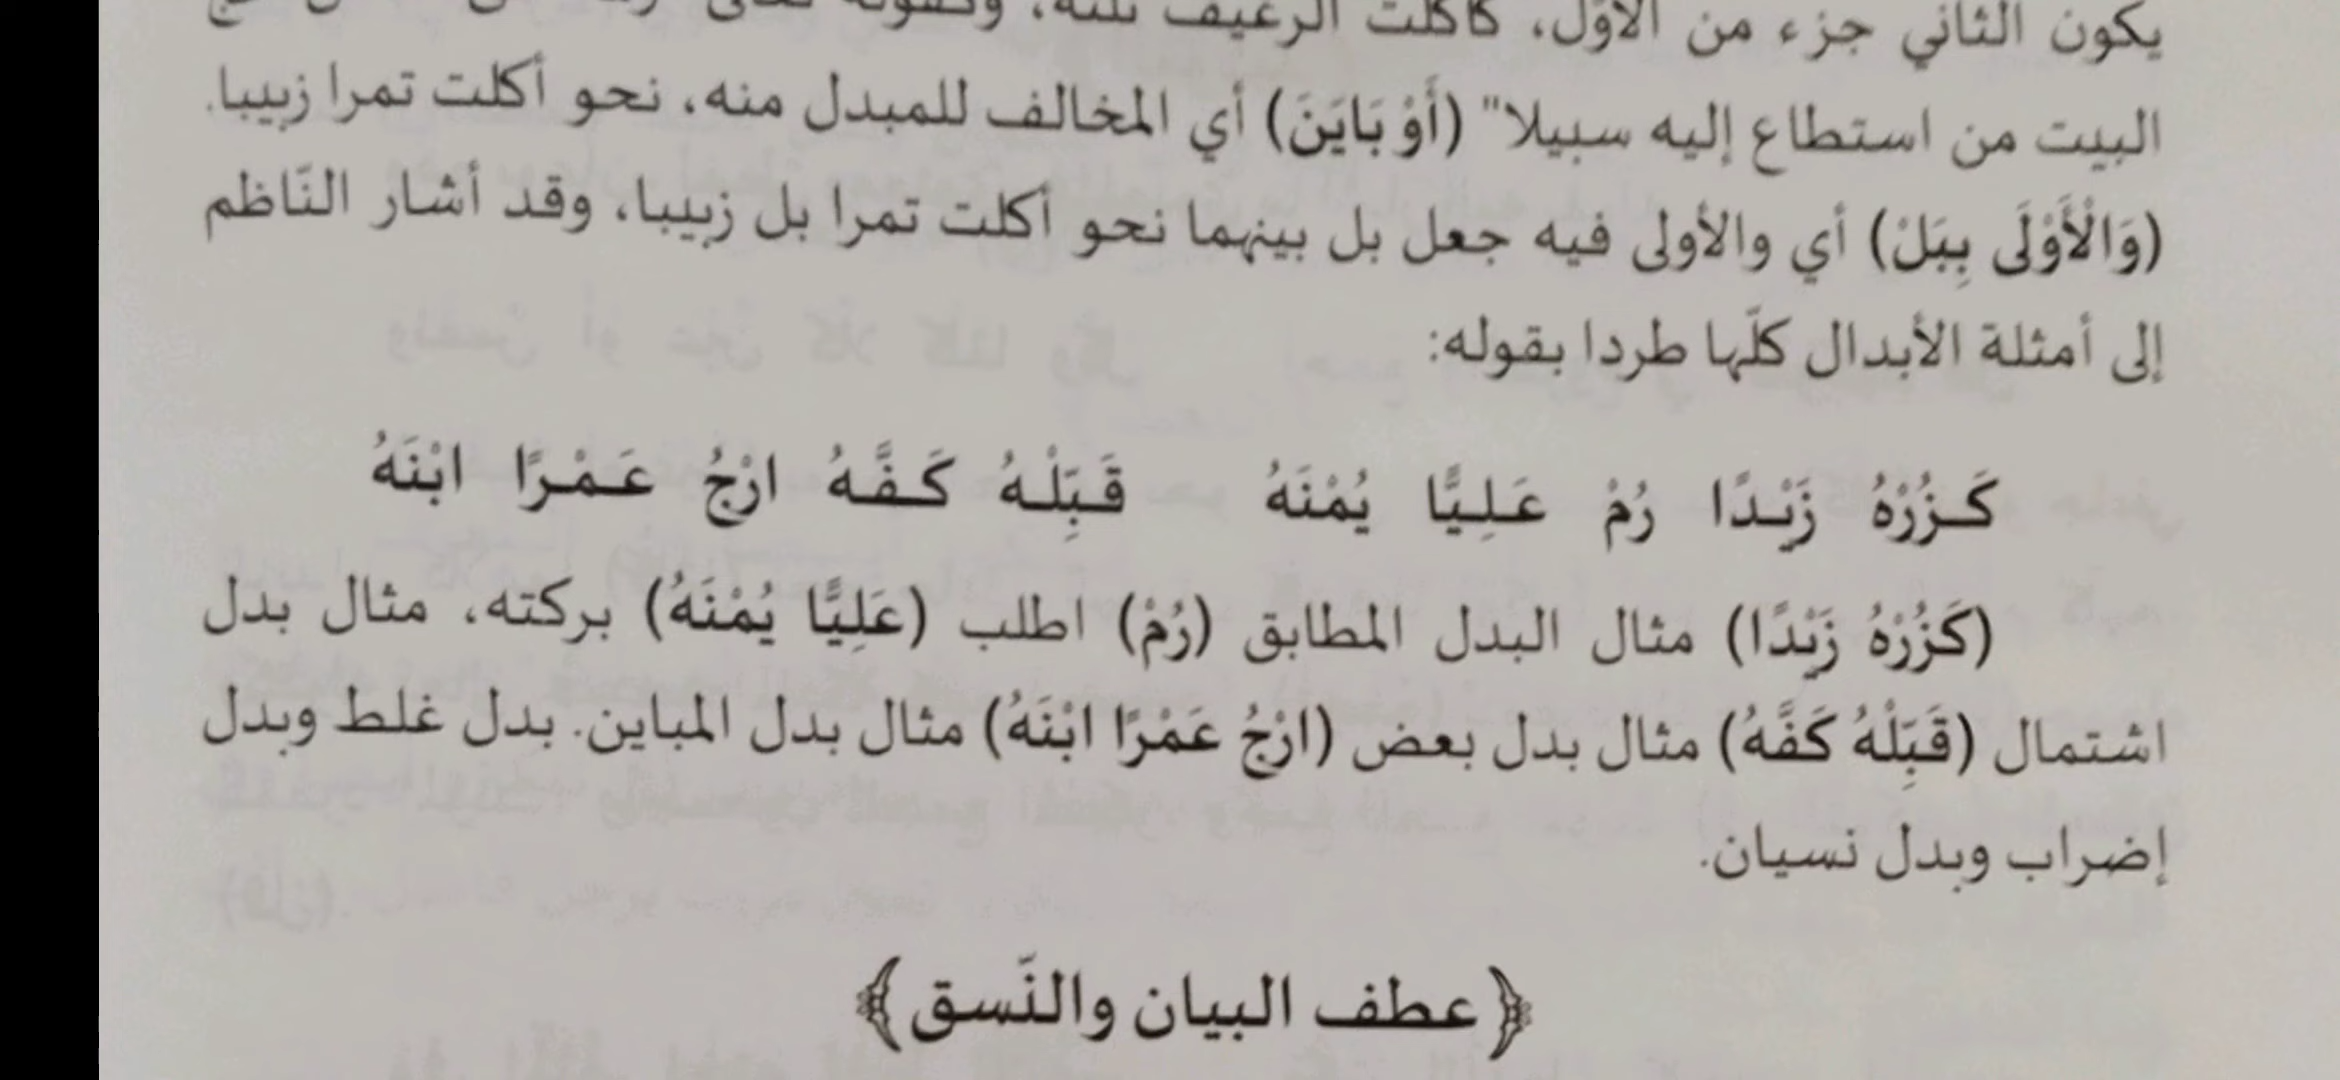 يكون الثاني جزء من الأوّل، كأكلت الرغيف ثلثه، وكقوله تعالى
البيت من استطاع إليه سبيلا" (أَوْ بَايَنَ) أي المخالف للمبدل منه، نحو أكلت تمرا زبيبا.
(وَالْأَوْلَى بِبَلْ) أي والأولى فيه جعل بل بينهما نحو أكلت تمرا بل زبيبا، وقد أشار النّاظم
إلى أمثلة الأبدال كلّها طردا بقوله:
كَـزُرْهُ زَيْـدًا رُمْ عَـلِـيًّا يُمْنَهُ قَـبِّلْـهُ كَـفَّـهُ ارْجُ عَـمْـرًا ابْنَهُ
(كَزُرْهُ زَيْدًا) مثال البدل المطابق (رُمْ) اطلب (عَلِيًّا يُمْنَهُ) بركته، مثال بدل
اشتمال (قَبِّلْهُ كَفَّهُ) مثال بدل بعض (ارْجُ عَمْرًا ابْنَهُ) مثال بدل المباين. بدل غلط وبدل
إضراب وبدل نسيان.
﴿عطف البيان والنّسق﴾